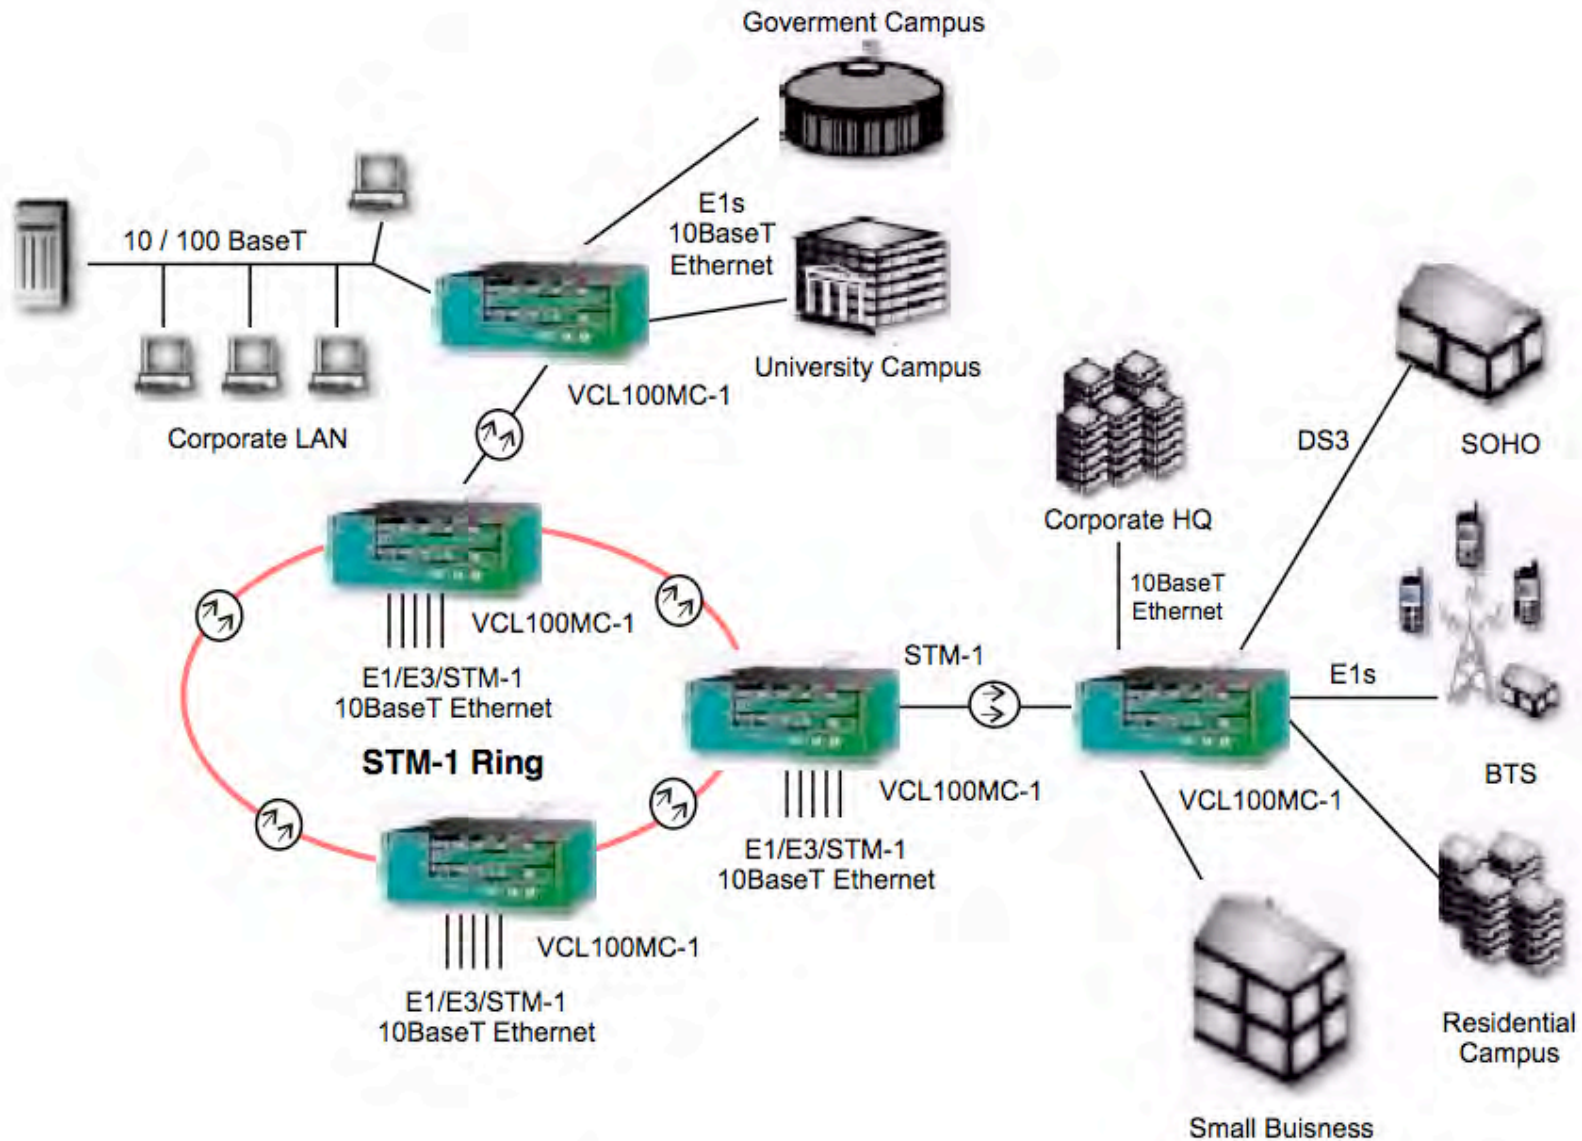 Goverment Campus
E1s
10BaseT
Ethernet
10 / 100 BaseT
University Campus
VCL100MC-1
Corporate LAN
DS3
SOHO
Corporate HQ
10BaseT
Ethernet
VCL100MC-1
E1/E3/STM-1
10BaseT Ethernet
STM-1
E1s
STM-1 Ring
BTS
VCL100MC-1
VCL100MC-1
E1/E3/STM-1
10BaseT Ethernet
VCL100MC-1
E1/E3/STM-1
10BaseT Ethernet
Residential
Campus
Small Buisness